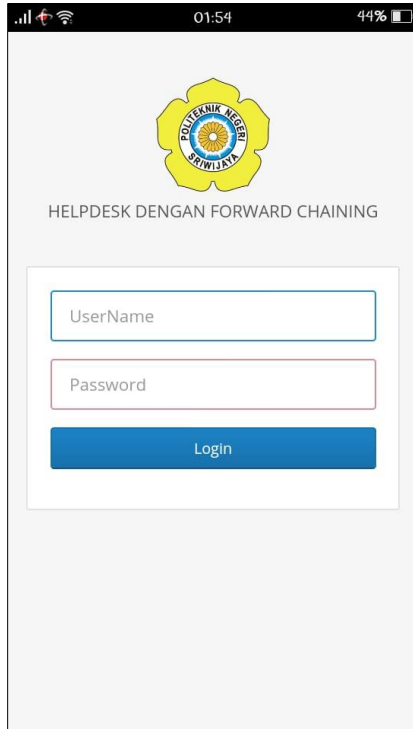 01:54
44%
POLITEKNIK NEGERI
SRIWIJAYA
HELPDESK DENGAN FORWARD CHAINING
UserName
Password
Login